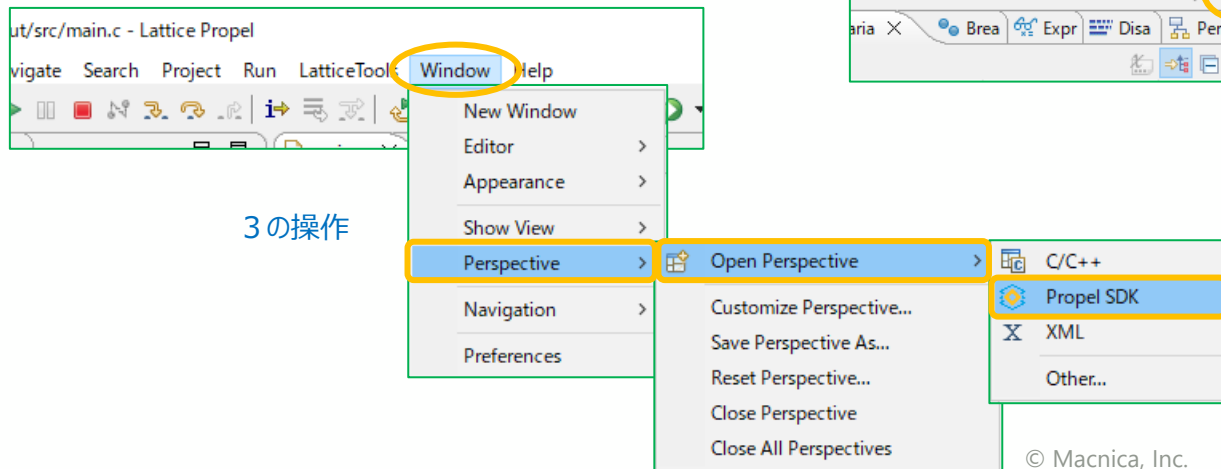 ut/src/main.c - Lattice Propel
vigate Search Project Run LatticeTools Window Help
aria Brea Expr Disa Per
New Window
Editor
Appearance
Show View
Perspective
Navigation
Preferences
3の操作
Open Perspective
Customize Perspective...
Save Perspective As...
Reset Perspective...
Close Perspective
Close All Perspectives
C/C++
Propel SDK
XML
Other...
© Macnica, Inc.